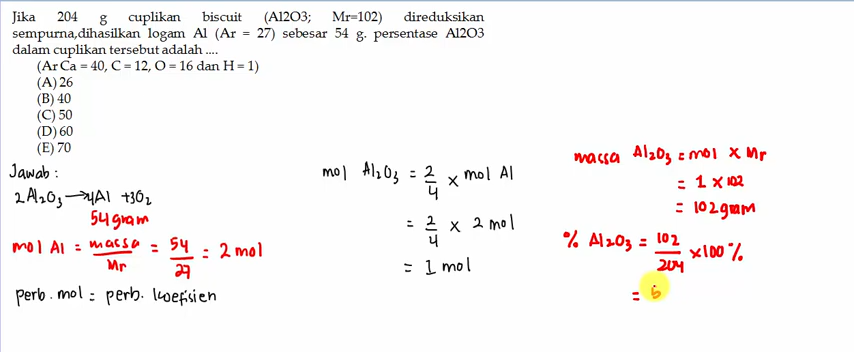 Jika 204 g cuplikan biscuit (Al2O3; Mr=102) direduksikan
sempurna,dihasilkan logam Al (Ar = 27) sebesar 54 g. persentase Al2O3
dalam cuplikan tersebut adalah ....
(Ar Ca = 40, C = 12, O = 16 dan H = 1)
(A) 26
(B) 40
(C) 50
(D) 60
(E) 70
Jawab :
2 Al₂O₃ → 4Al + 3O₂
54 gram
mol Al = massa / Mr = 54 / 27 = 2 mol
perb. mol = perb. koefisien
mol Al₂O₃ = 2/4 x mol Al
= 2/4 x 2 mol
= 1 mol
massa Al₂O₃ = mol x Mr
= 1 x 102
= 102 gram
% Al₂O₃ = 102/204 x 100 %
=